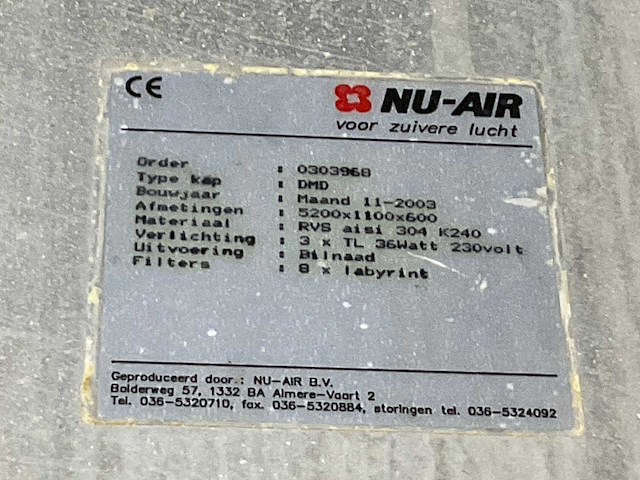 CE
NU-AIR
voor zuivere lucht
Order : 0303968
Type kap : DMD
Bouwjaar : Maand 11-2003
Afmetingen : 5200x1100x600
Materiaal : RVS aisi 304 K240
Verlichting : 3 x TL 36Watt 230volt
Uitvoering : Bilnaad
Filters : 8 x labyrint
Geproduceerd door.: NU-AIR B.V.
Bolderweg 57, 1332 BA Almere-Vaart 2
Tel. 036-5320710, fax. 036-5320884, storingen tel. 036-5324092